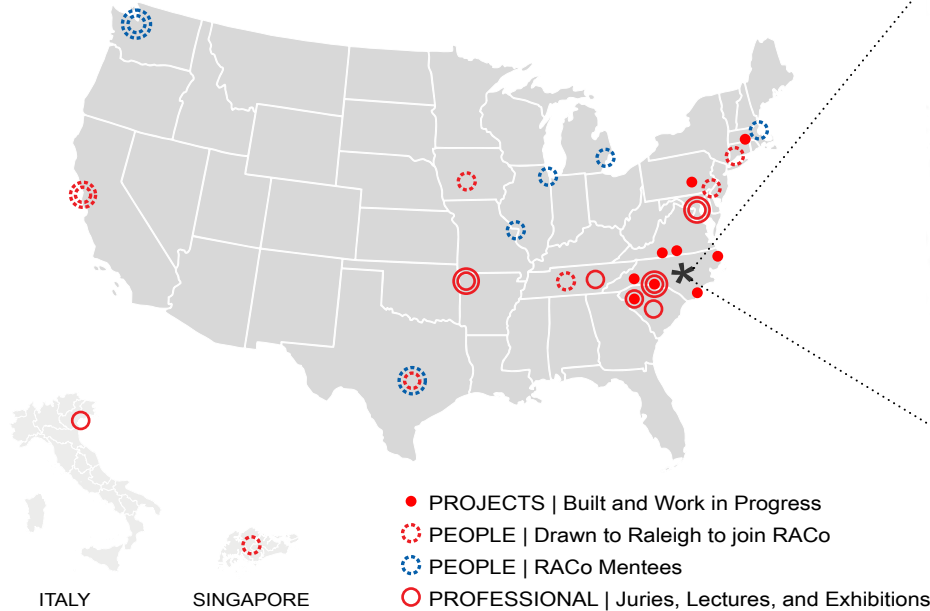 PROJECTS | Built and Work in Progress
PEOPLE | Drawn to Raleigh to join RACo
PEOPLE | RACo Mentees
ITALY SINGAPORE PROFESSIONAL | Juries, Lectures, and Exhibitions